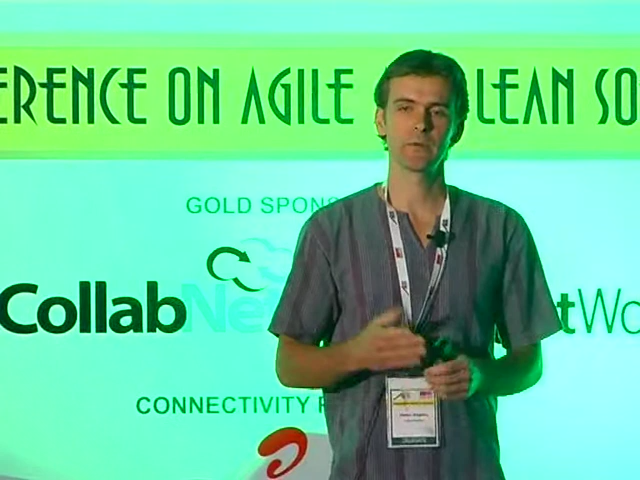 ERENCE ON AGILE LEAN SO
GOLD SPONS
CollabNe tWo
CONNECTIVITY P